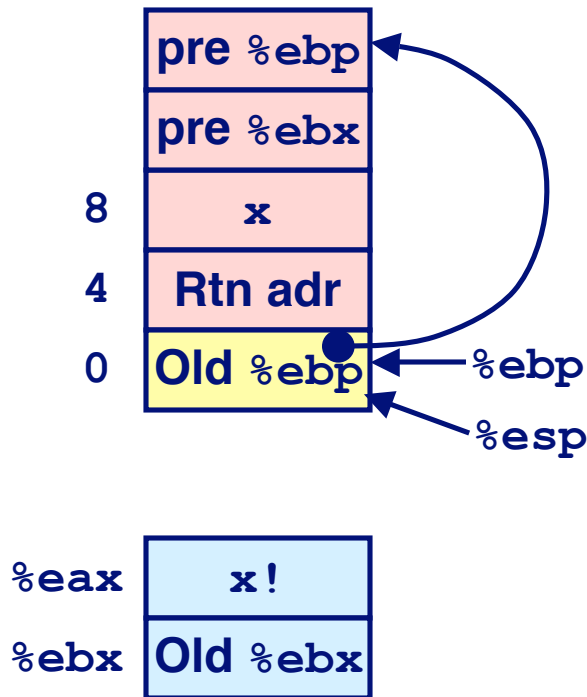 pre %ebp
pre %ebx
8 x
4 Rtn adr
0 Old %ebp %ebp
%esp
%eax x!
%ebx Old %ebx